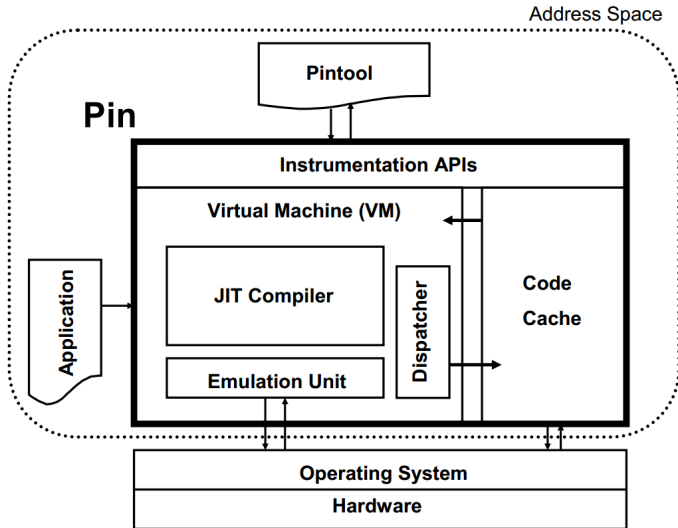 Address Space
Pintool
Pin
Instrumentation APIs
Virtual Machine (VM)
Application
JIT Compiler
Dispatcher
Code
Cache
Emulation Unit
Operating System
Hardware